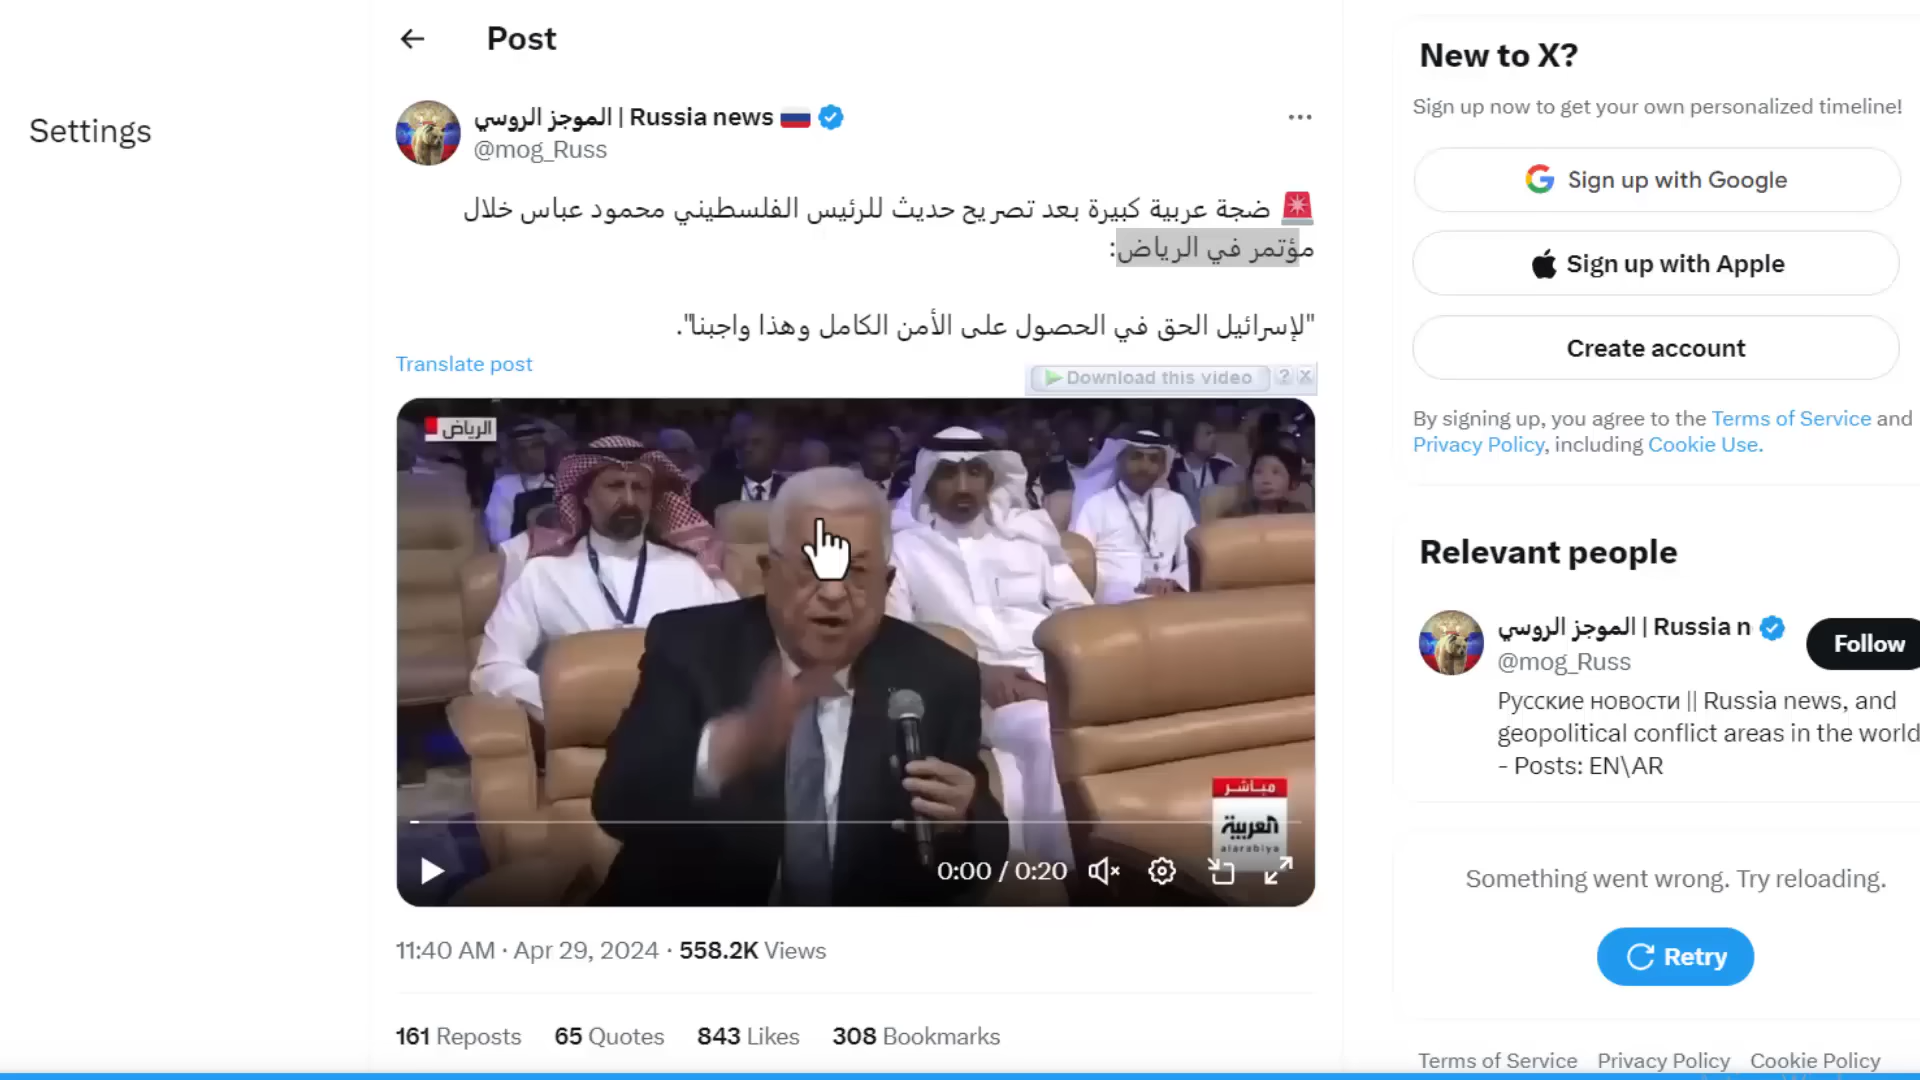 Post
Settings
الموجز الروسي | Russia news
@mog_Russ
ضجة عربية كبيرة بعد تصريح حديث للرئيس الفلسطيني محمود عباس خلال
مؤتمر في الرياض:
"لإسرائيل الحق في الحصول على الأمن الكامل وهذا واجبنا".
Translate post
Download this video
?
X
الرياض
مباشر
العربية
alarabiya
0:00 / 0:20
11:40 AM · Apr 29, 2024 · 558.2K Views
161 Reposts 65 Quotes 843 Likes 308 Bookmarks
New to X?
Sign up now to get your own personalized timeline!
Sign up with Google
Sign up with Apple
Create account
By signing up, you agree to the Terms of Service and
Privacy Policy, including Cookie Use.
Relevant people
الموجز الروسي | Russia n
@mog_Russ
Follow
Русские новости || Russia news, and
geopolitical conflict areas in the world
- Posts: EN\AR
Something went wrong. Try reloading.
Retry
Terms of Service Privacy Policy Cookie Policy